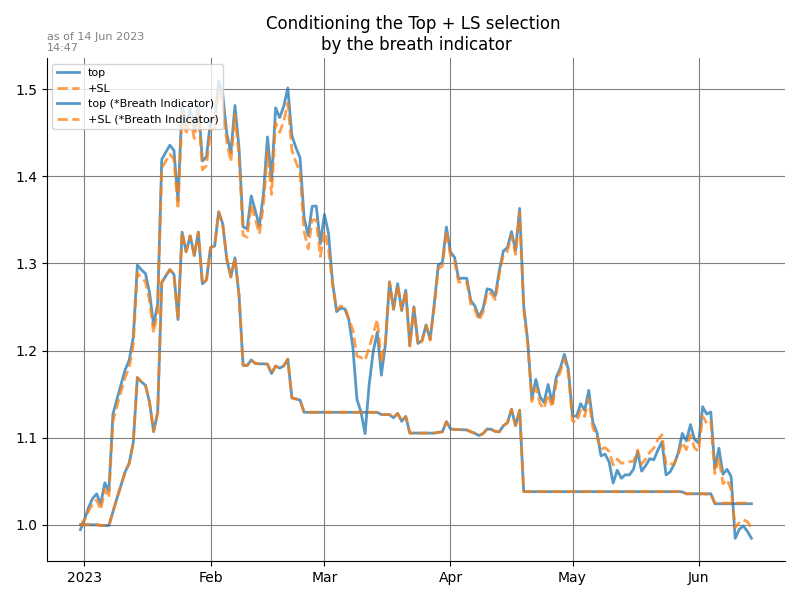 Conditioning the Top + LS selection
by the breath indicator
as of 14 Jun 2023
14:47
top
+SL
top (*Breath Indicator)
+SL (*Breath Indicator)
1.5
1.4
1.3
1.2
1.1
1.0
2023 Feb Mar Apr May Jun